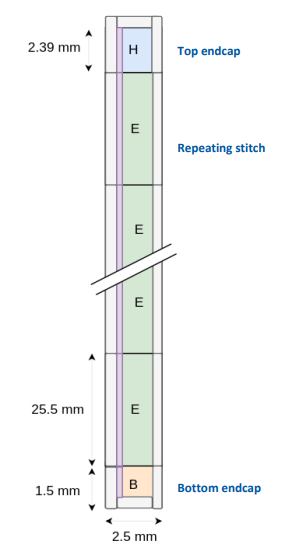 2.39 mm
H
Top endcap
E
Repeating stitch
E
E
25.5 mm
E
1.5 mm
B
Bottom endcap
2.5 mm